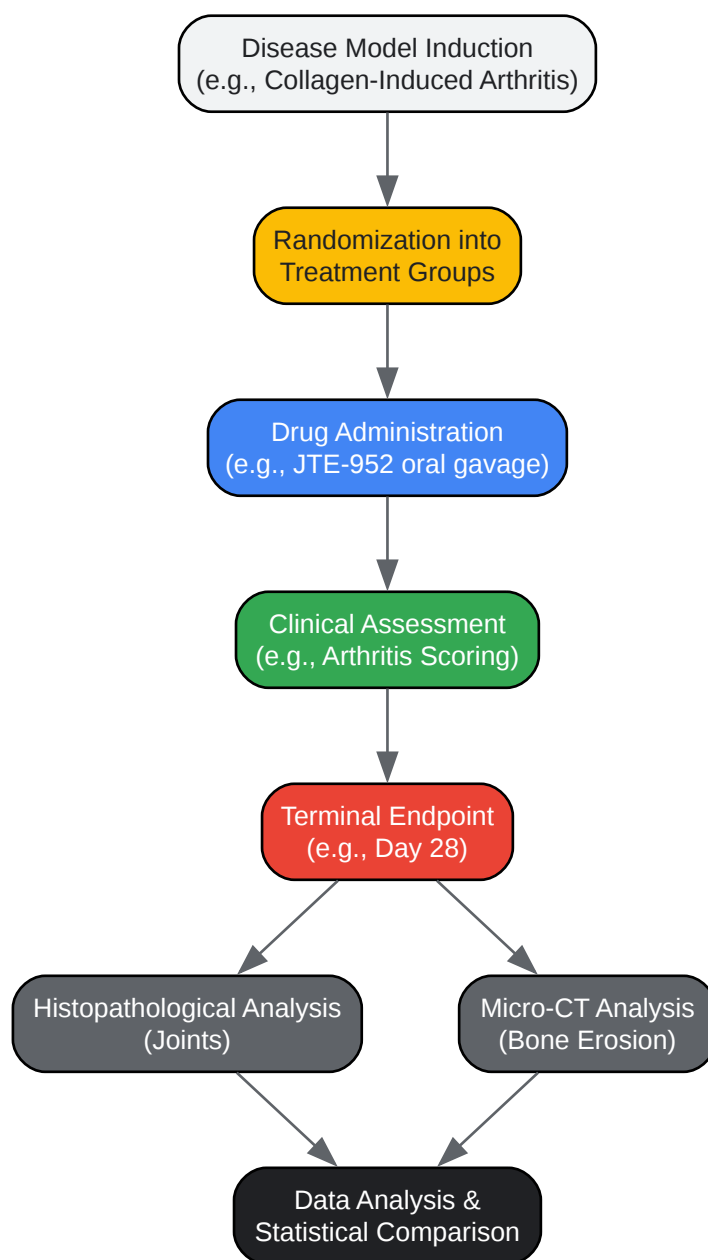 Disease Model Induction
(e.g., Collagen-Induced Arthritis)
Randomization into
Treatment Groups
Drug Administration
(e.g., JTE-952 oral gavage)
Clinical Assessment
(e.g., Arthritis Scoring)
Terminal Endpoint
(e.g., Day 28)
Histopathological Analysis
(Joints)
Micro-CT Analysis
(Bone Erosion)
Data Analysis &
Statistical Comparison